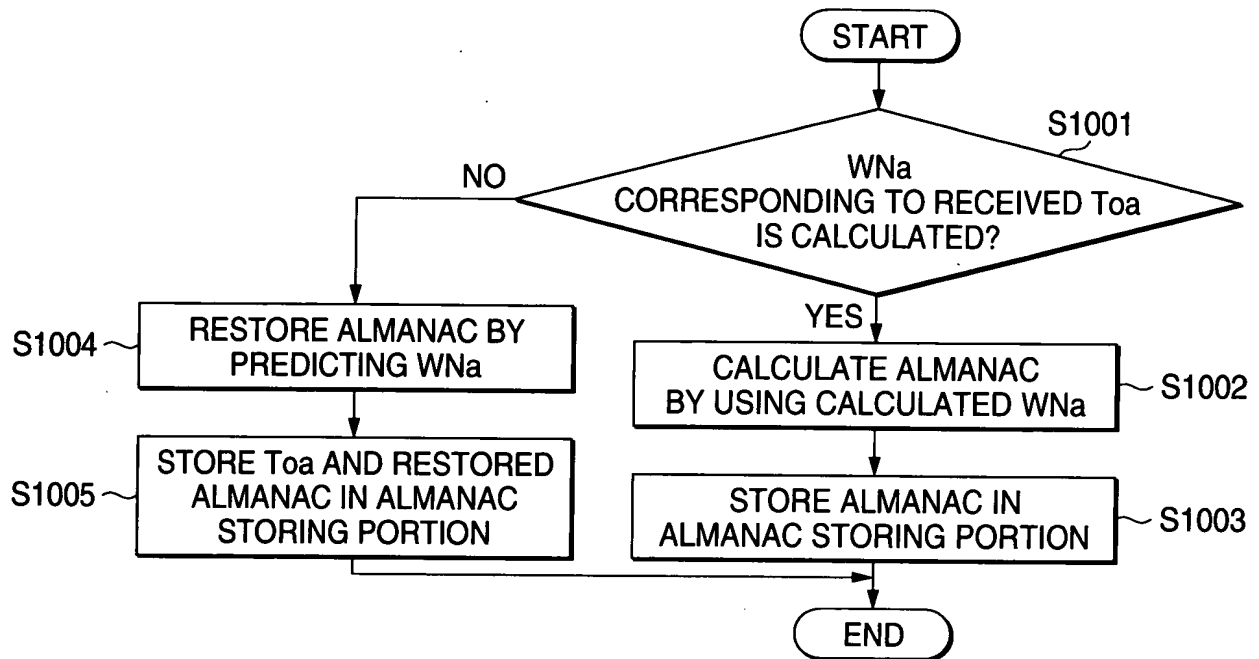 START
S1001
WNa
CORRESPONDING TO RECEIVED Toa
IS CALCULATED?
NO
YES
S1004
RESTORE ALMANAC BY
PREDICTING WNa
CALCULATE ALMANAC
BY USING CALCULATED WNa
S1002
S1005
STORE Toa AND RESTORED
ALMANAC IN ALMANAC
STORING PORTION
STORE ALMANAC IN
ALMANAC STORING PORTION
S1003
END